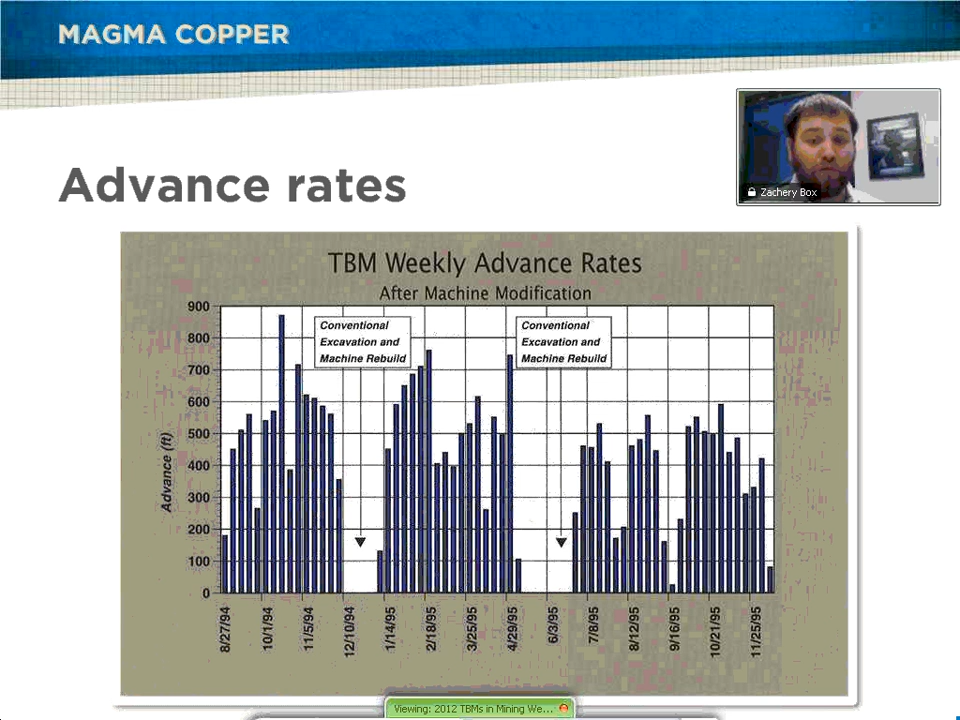 MAGMA COPPER
Zachery Box
Advance rates
TBM Weekly Advance Rates
After Machine Modification
900
800
700
600
500
400
300
200
100
0
Advance (ft)
Conventional
Excavation and
Machine Rebuild
Conventional
Excavation and
Machine Rebuild
8/27/94
10/1/94
11/5/94
12/10/94
1/14/95
2/18/95
3/25/95
4/29/95
6/3/95
7/8/95
8/12/95
9/16/95
10/21/95
11/25/95
Viewing: 2012 TBMs in Mining We...